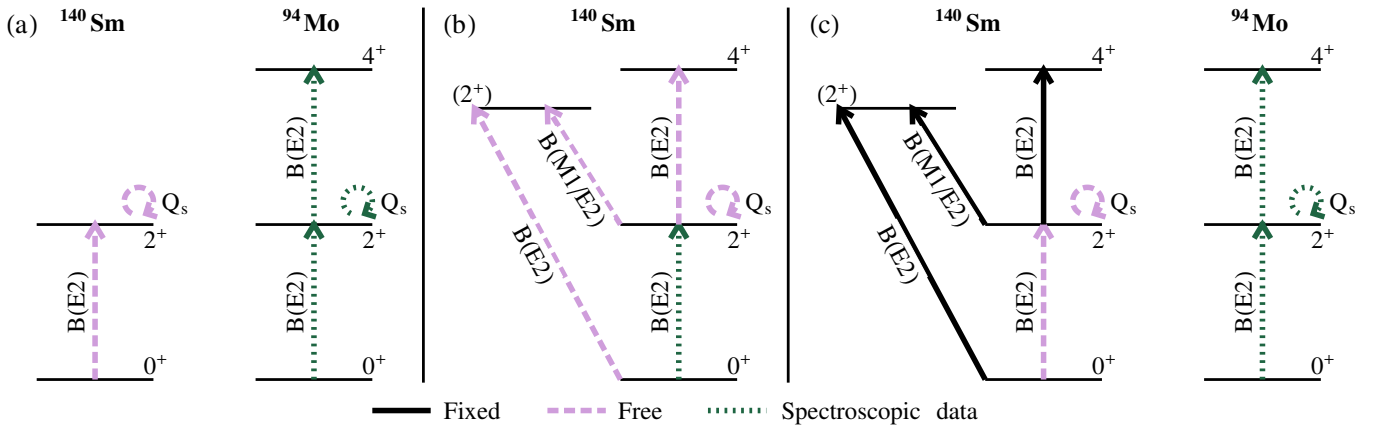 (a) ¹⁴⁰Sm ⁹⁴Mo
4⁺
B(E2)
Qₛ Qₛ
2⁺ 2⁺
B(E2) B(E2)
0⁺ 0⁺
(b) ¹⁴⁰Sm
4⁺
(2⁺)
B(E2)
B(M1/E2)
Qₛ
2⁺
B(E2)
B(E2)
0⁺
(c) ¹⁴⁰Sm ⁹⁴Mo
4⁺ 4⁺
(2⁺)
B(E2) B(E2)
B(M1/E2)
Qₛ Qₛ
2⁺ 2⁺
B(E2)
B(E2) B(E2)
0⁺ 0⁺
Fixed Free Spectroscopic data